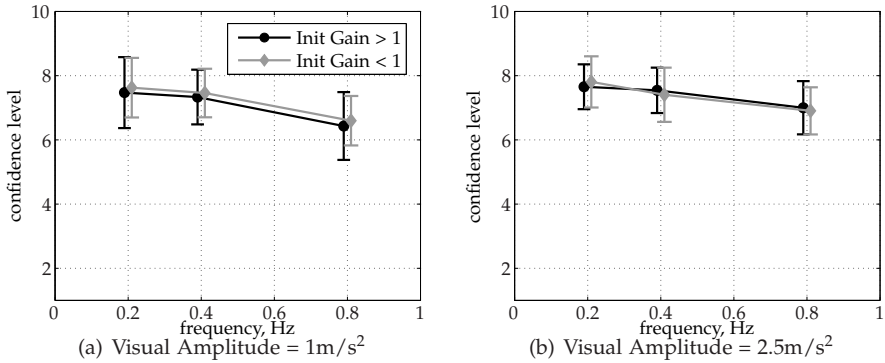 10
8
6
4
2
confidence level
0
0.2
0.4
0.6
0.8
1
frequency, Hz
Init Gain > 1
Init Gain < 1
(a) Visual Amplitude = 1m/s²
10
8
6
4
2
confidence level
0
0.2
0.4
0.6
0.8
1
frequency, Hz
(b) Visual Amplitude = 2.5m/s²